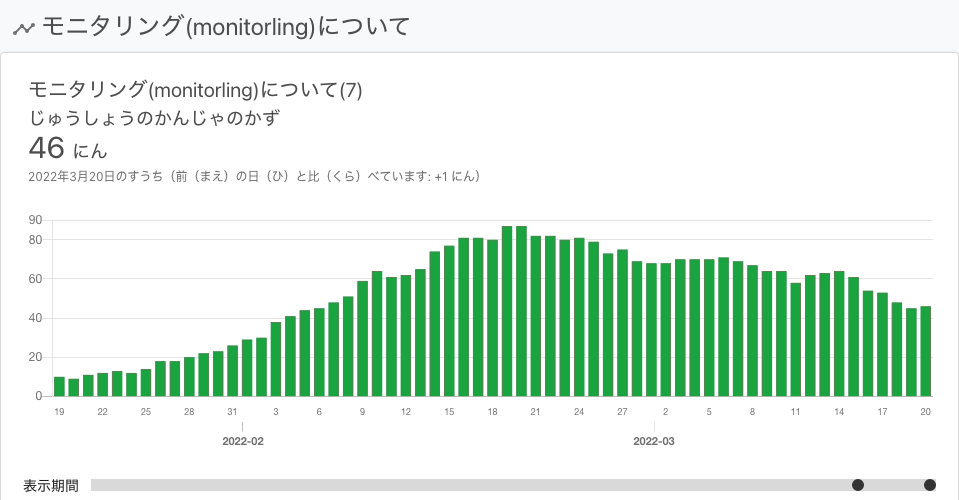 モニタリング(monitorling)について
モニタリング(monitorling)について(7)
じゅうしょうのかんじゃのかず
46 にん
2022年3月20日のすうち（前（まえ）の日（ひ）と比（くら）べています: +1 にん）
90
80
60
40
20
0
19 22 25 28 31 3 6 9 12 15 18 21 24 27 2 5 8 11 14 17 20
2022-02 2022-03
表示期間